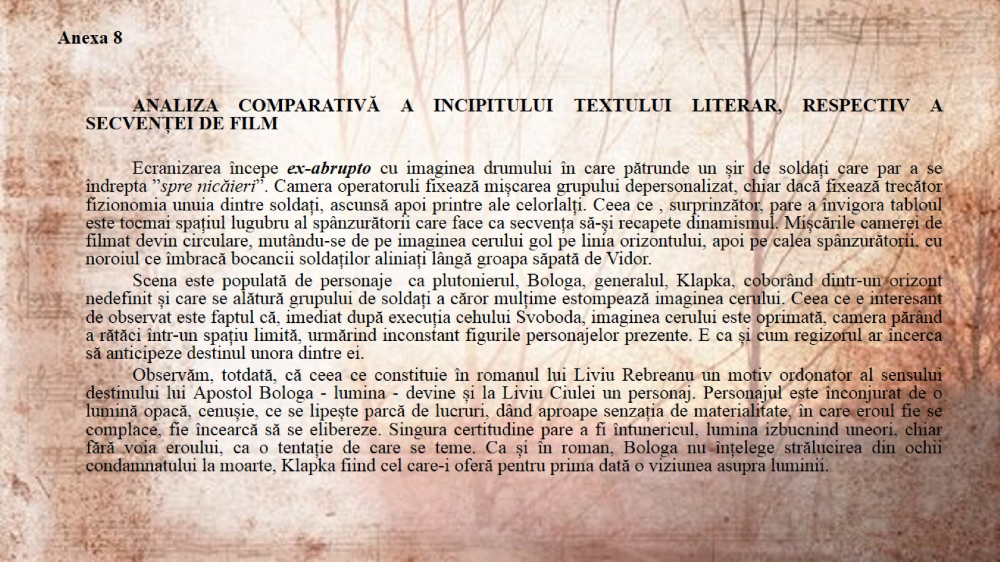 Anexa 8
ANALIZA COMPARATIVĂ A INCIPITULUI TEXTULUI LITERAR, RESPECTIV A
SECVENȚEI DE FILM
Ecranizarea începe ex-abrupto cu imaginea drumului în care pătrunde un șir de soldați care par a se
îndrepta ”spre nicăieri”. Camera operatoruli fixează mișcarea grupului depersonalizat, chiar dacă fixează trecător
fizionomia unuia dintre soldați, ascunsă apoi printre ale celorlalți. Ceea ce , surprinzător, pare a învigora tabloul
este tocmai spațiul lugubru al spânzurătorii care face ca secvența să-și recapete dinamismul. Mișcările camerei de
filmat devin circulare, mutându-se de pe imaginea cerului gol pe linia orizontului, apoi pe calea spânzurătorii, cu
noroiul ce îmbracă bocancii soldaților aliniați lângă groapa săpată de Vidor.
Scena este populată de personaje  ca plutonierul, Bologa, generalul, Klapka, coborând dintr-un orizont
nedefinit și care se alătură grupului de soldați a căror mulțime estompează imaginea cerului. Ceea ce e interesant
de observat este faptul că, imediat după execuția cehului Svoboda, imaginea cerului este oprimată, camera părând
a rătăci într-un spațiu limită, urmărind inconstant figurile personajelor prezente. E ca și cum regizorul ar încerca
să anticipeze destinul unora dintre ei.
Observăm, totdată, că ceea ce constituie în romanul lui Liviu Rebreanu un motiv ordonator al sensului
destinului lui Apostol Bologa - lumina - devine și la Liviu Ciulei un personaj. Personajul este înconjurat de o
lumină opacă, cenușie, ce se lipește parcă de lucruri, dând aproape senzația de materialitate, în care eroul fie se
complace, fie încearcă să se elibereze. Singura certitudine pare a fi întunericul, lumina izbucnind uneori, chiar
fără voia eroului, ca o tentație de care se teme. Ca și în roman, Bologa nu înțelege strălucirea din ochii
condamnatului la moarte, Klapka fiind cel care-i oferă pentru prima dată o viziunea asupra luminii.